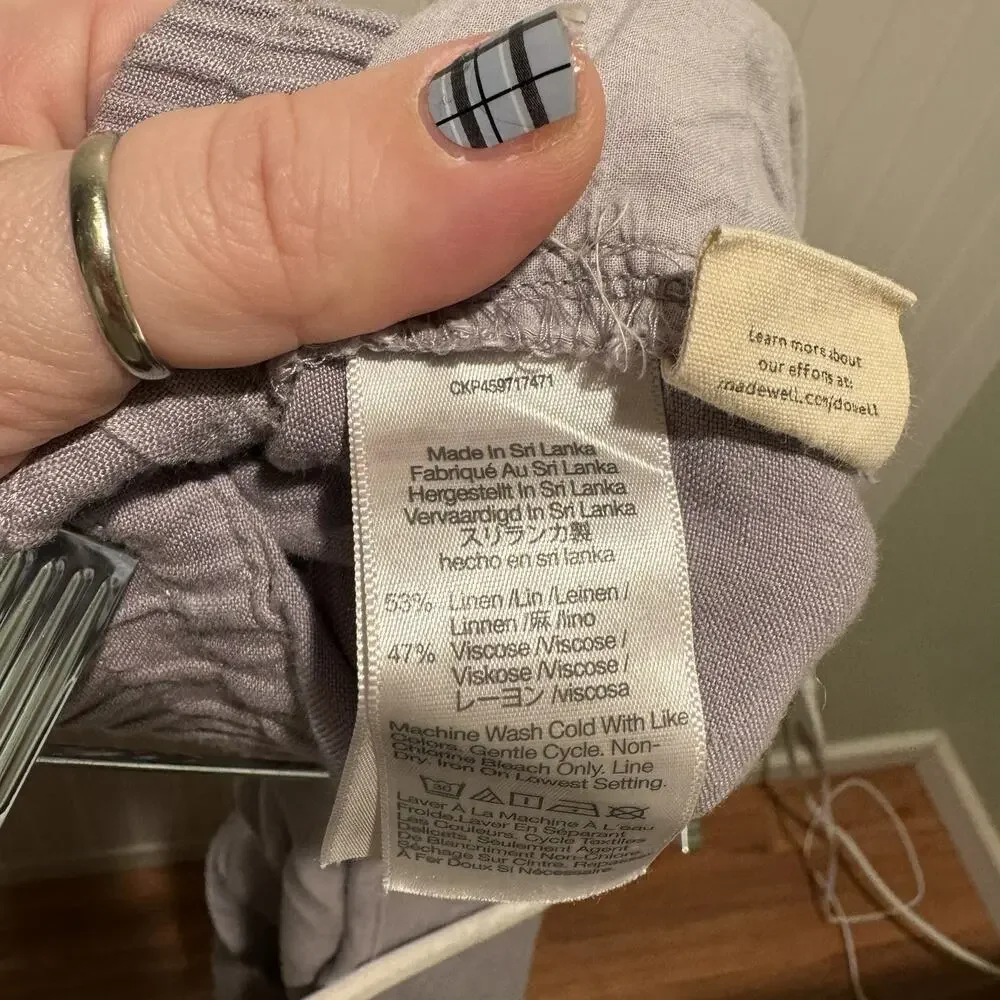 CKP459717471
Made In Sri Lanka
Fabriqué Au Sri Lanka
Hergestellt In Sri Lanka
Vervaardigd In Sri Lanka
スリランカ製
hecho en sri lanka
53% Linen /Lin /Leinen /
Linnen /麻 /lino
47% Viscose /Viscose /
Viskose /Viscose /
レーヨン /viscosa
Machine Wash Cold With Like
Colors. Gentle Cycle. Non-
Chlorine Bleach Only. Line
Dry. Iron On Lowest Setting.
30
Laver À La Machine À L'eau
Froide.Laver En Séparant
Les Couleurs. Cycle Textiles
Délicats. Seulement Agent
De Blanchiment Non-Chlore.
Séchage Sur Cintre. Repass
À Fer Doux Si Nécessaire.
Learn more about
our efforts at:
madewell.com/dowell